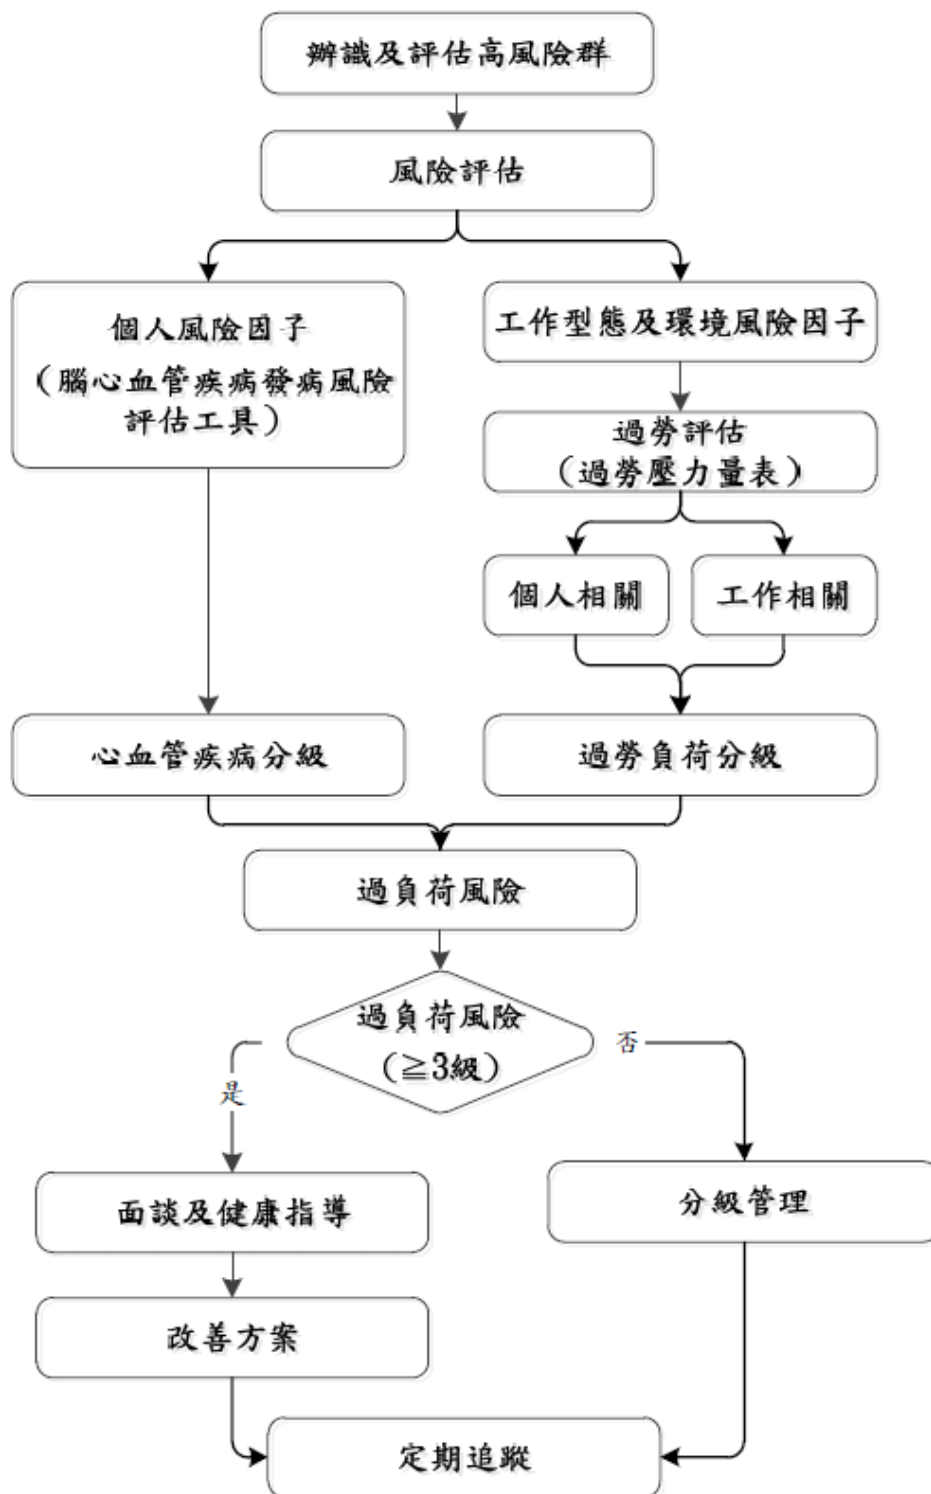 辦識及評估高風險群
風險評估
個人風險因子
（腦心血管疾病發病風險
評估工具）
工作型態及環境風險因子
過勞評估
（過勞壓力量表）
個人相關
工作相關
心血管疾病分級
過勞負荷分級
過負荷風險
過負荷風險
（≧3級）
是
否
面談及健康指導
分級管理
改善方案
定期追蹤